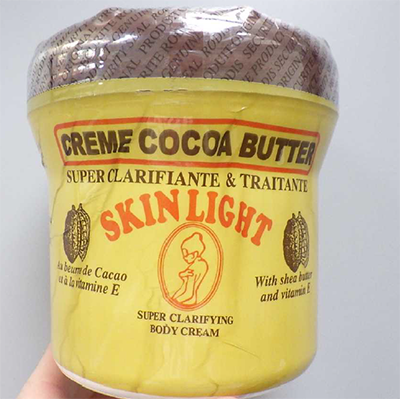 CREME COCOA BUTTER
SUPER CLARIFIANTE & TRAITANTE
SKIN LIGHT
Au beurre de Cacao
et à la vitamine E
With shea butter
and vitamin E
SUPER CLARIFYING
BODY CREAM